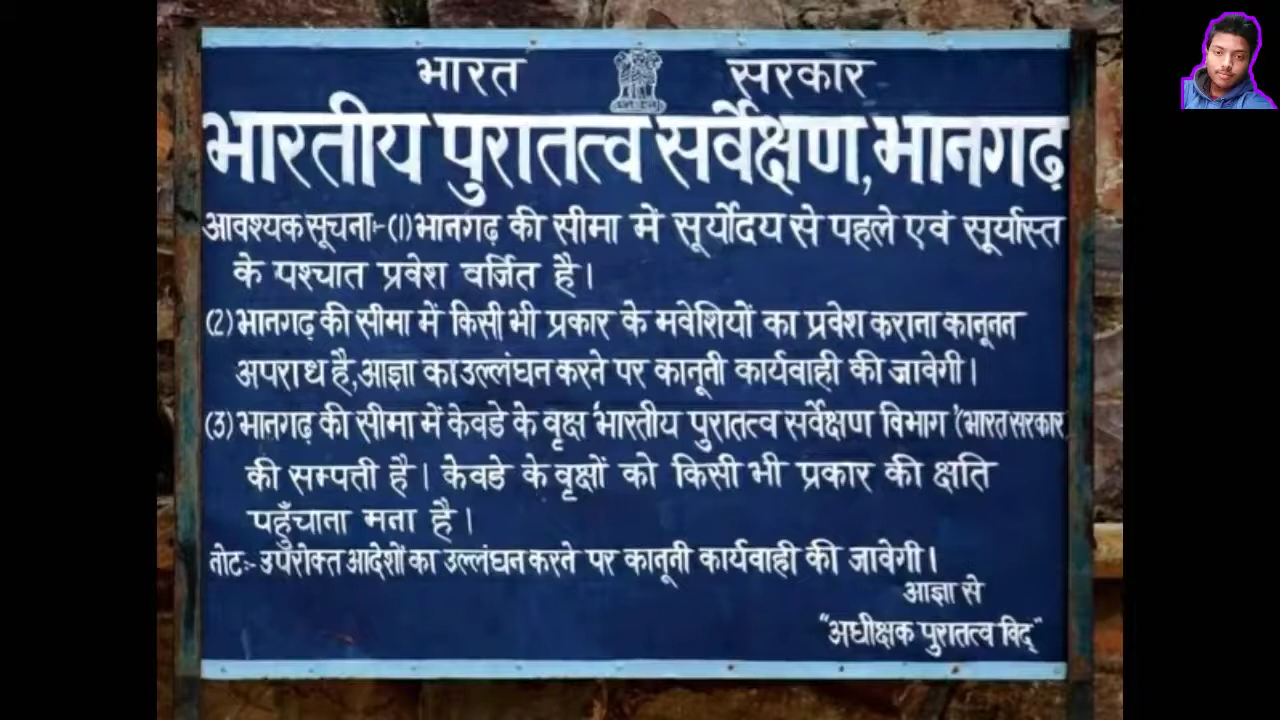 भारत सरकार
भारतीय पुरातत्व सर्वेक्षण, भानगढ़
आवश्यक सूचनाः- (1) भानगढ़ की सीमा में सूर्योदय से पहले एवं सूर्यास्त
के पश्चात प्रवेश वर्जित है।
(2) भानगढ़ की सीमा में किसी भी प्रकार के मवेशियों का प्रवेश कराना कानूनन
अपराध है, आज्ञा का उल्लंघन करने पर कानूनी कार्यवाही की जावेगी।
(3) भानगढ़ की सीमा में केवडे के वृक्ष 'भारतीय पुरातत्व सर्वेक्षण विभाग' (भारत सरकार
की सम्पती है। केवडे के वृक्षों को किसी भी प्रकार की क्षति
पहुँचाना मना है।
नोटः- उपरोक्त आदेशों का उल्लंघन करने पर कानूनी कार्यवाही की जावेगी।
आज्ञा से
"अधीक्षक पुरातत्व विद्"